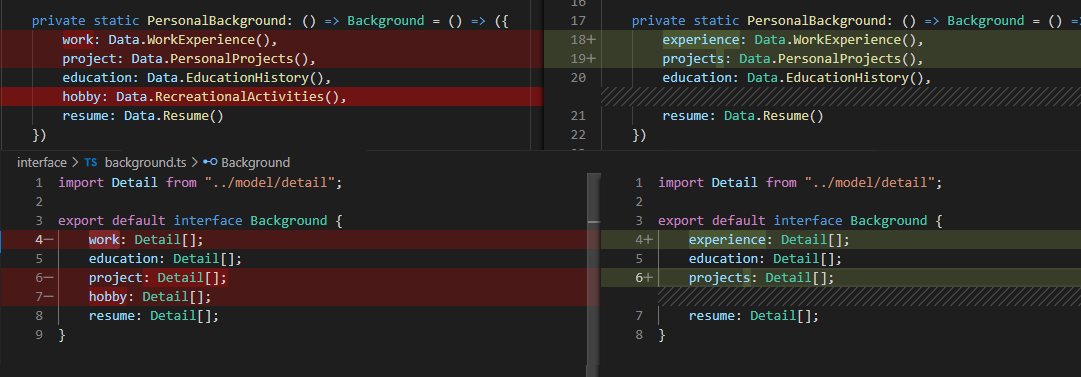 private static PersonalBackground: () => Background = () => ({
work: Data.WorkExperience(),
project: Data.PersonalProjects(),
education: Data.EducationHistory(),
hobby: Data.RecreationalActivities(),
resume: Data.Resume()
})
16
17 private static PersonalBackground: () => Background = () =>
18+ experience: Data.WorkExperience(),
19+ projects: Data.PersonalProjects(),
20 education: Data.EducationHistory(),
21 resume: Data.Resume()
22 })
interface > TS background.ts > Background
1 import Detail from "../model/detail";
2
3 export default interface Background {
4- work: Detail[];
5 education: Detail[];
6- project: Detail[];
7- hobby: Detail[];
8 resume: Detail[];
9 }
1 import Detail from "../model/detail";
2
3 export default interface Background {
4+ experience: Detail[];
5 education: Detail[];
6+ projects: Detail[];
7 resume: Detail[];
8 }